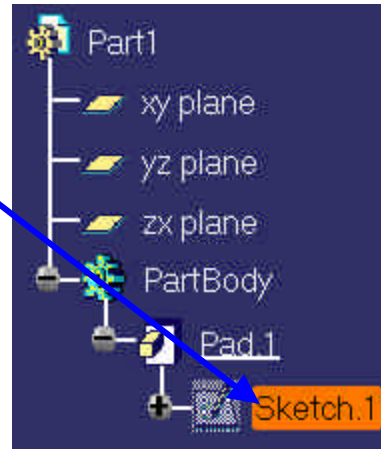 Part1
xy plane
yz plane
zx plane
PartBody
Pad.1
Sketch.1